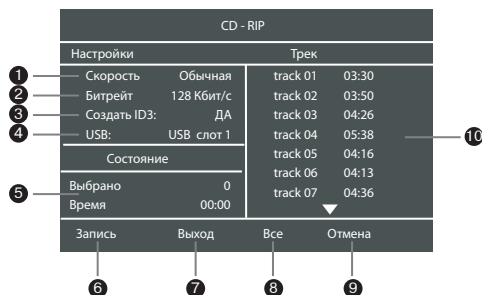 CD - RIP
Настройки
Трек
1 Скорость Обычная
2 Битрейт 128 Кбит/с
3 Создать ID3: ДА
4 USB: USB слот 1
Состояние
5 Выбрано 0
Время 00:00
track 01 03:30
track 02 03:50
track 03 04:26
track 04 05:38
track 05 04:16
track 06 04:13
track 07 04:36
10
Запись Выход Все Отмена
6 7 8 9